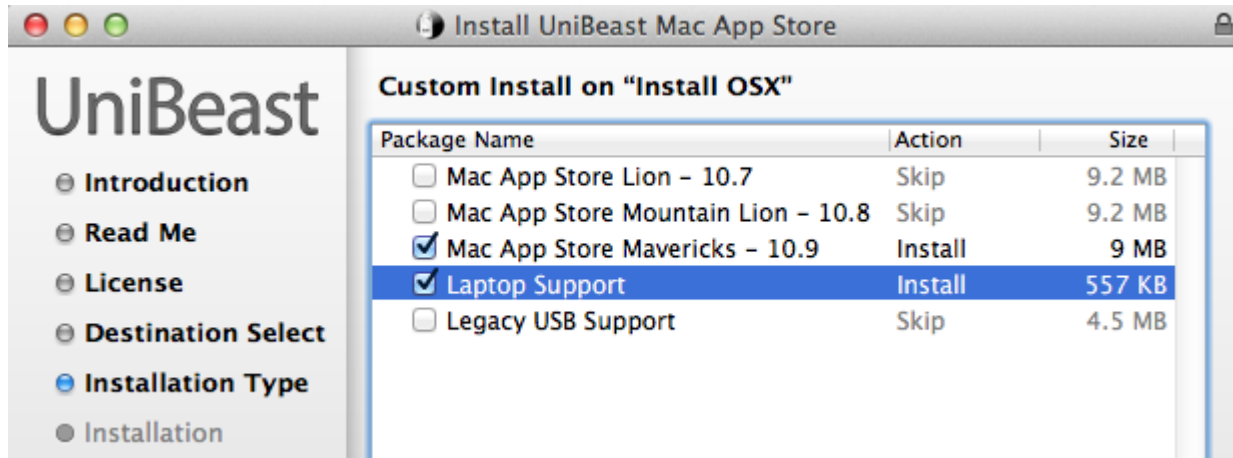 Install UniBeast Mac App Store
UniBeast
Introduction
Read Me
License
Destination Select
Installation Type
Installation
Custom Install on “Install OSX”
Package Name Action Size
Mac App Store Lion – 10.7 Skip 9.2 MB
Mac App Store Mountain Lion – 10.8 Skip 9.2 MB
Mac App Store Mavericks – 10.9 Install 9 MB
Laptop Support Install 557 KB
Legacy USB Support Skip 4.5 MB